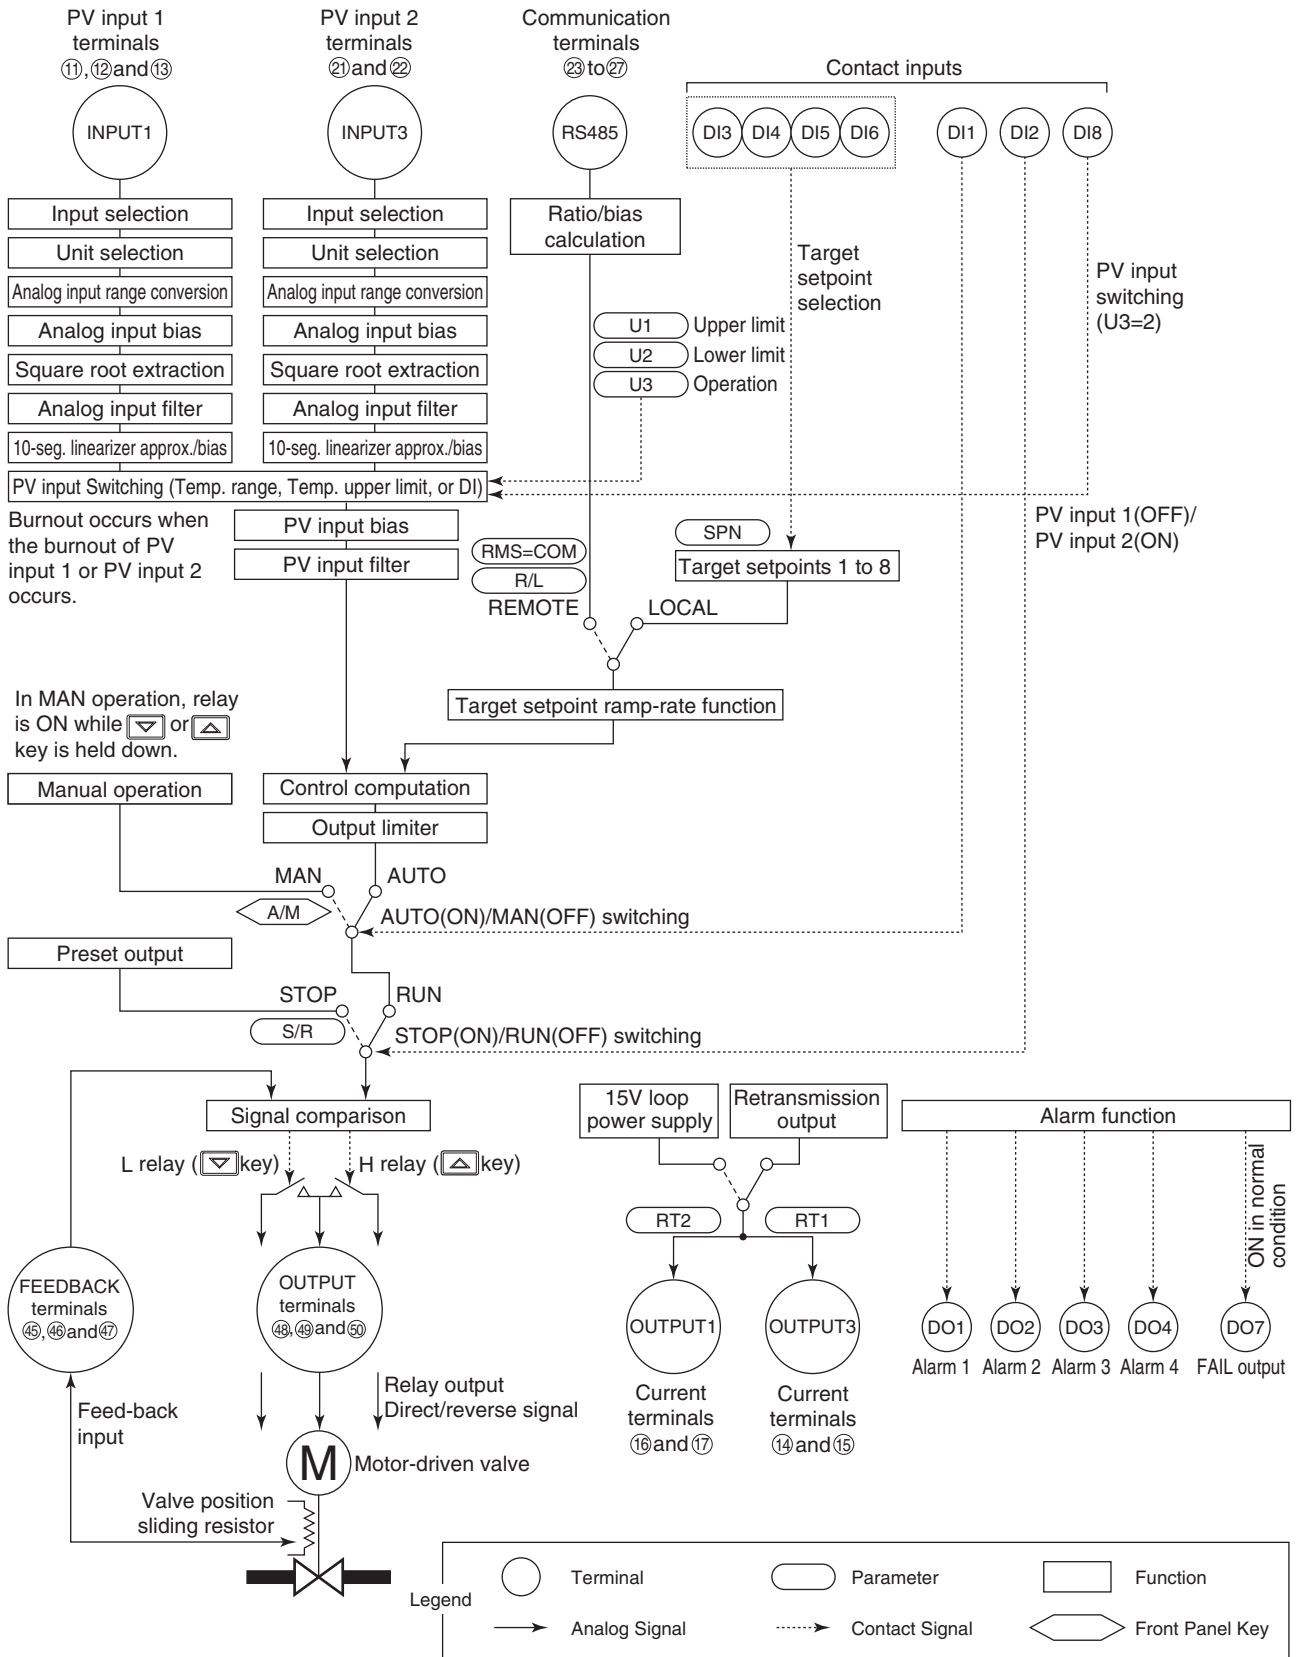 PV input 1
terminals
⑪,⑫and⑬
PV input 2
terminals
㉑and㉒
Communication
terminals
㉓to㉗
Contact inputs
INPUT1
INPUT3
RS485
DI3
DI4
DI5
DI6
DI1
DI2
DI8
Input selection
Unit selection
Analog input range conversion
Analog input bias
Square root extraction
Analog input filter
10-seg. linearizer approx./bias
Input selection
Unit selection
Analog input range conversion
Analog input bias
Square root extraction
Analog input filter
10-seg. linearizer approx./bias
Ratio/bias
calculation
Target
setpoint
selection
PV input
switching
(U3=2)
U1 Upper limit
U2 Lower limit
U3 Operation
PV input Switching (Temp. range, Temp. upper limit, or DI)
Burnout occurs when
the burnout of PV
input 1 or PV input 2
occurs.
PV input bias
PV input filter
PV input 1(OFF)/
PV input 2(ON)
RMS=COM
R/L
SPN
Target setpoints 1 to 8
REMOTE
LOCAL
Target setpoint ramp-rate function
In MAN operation, relay
is ON while ▽ or △
key is held down.
Manual operation
Control computation
Output limiter
MAN
AUTO
A/M
AUTO(ON)/MAN(OFF) switching
Preset output
STOP
RUN
S/R
STOP(ON)/RUN(OFF) switching
Signal comparison
L relay (▽key)
H relay (△key)
15V loop
power supply
Retransmission
output
Alarm function
ON in normal
condition
RT2
RT1
FEEDBACK
terminals
㊺,㊻and㊼
OUTPUT
terminals
㊽,㊾and㊿
OUTPUT1
OUTPUT3
DO1
DO2
DO3
DO4
DO7
Alarm 1
Alarm 2
Alarm 3
Alarm 4
FAIL output
Current
terminals
⑯and⑰
Current
terminals
⑭and⑮
Feed-back
input
Relay output
Direct/reverse signal
M
Motor-driven valve
Valve position
sliding resistor
Legend
Terminal
Parameter
Function
Analog Signal
Contact Signal
Front Panel Key